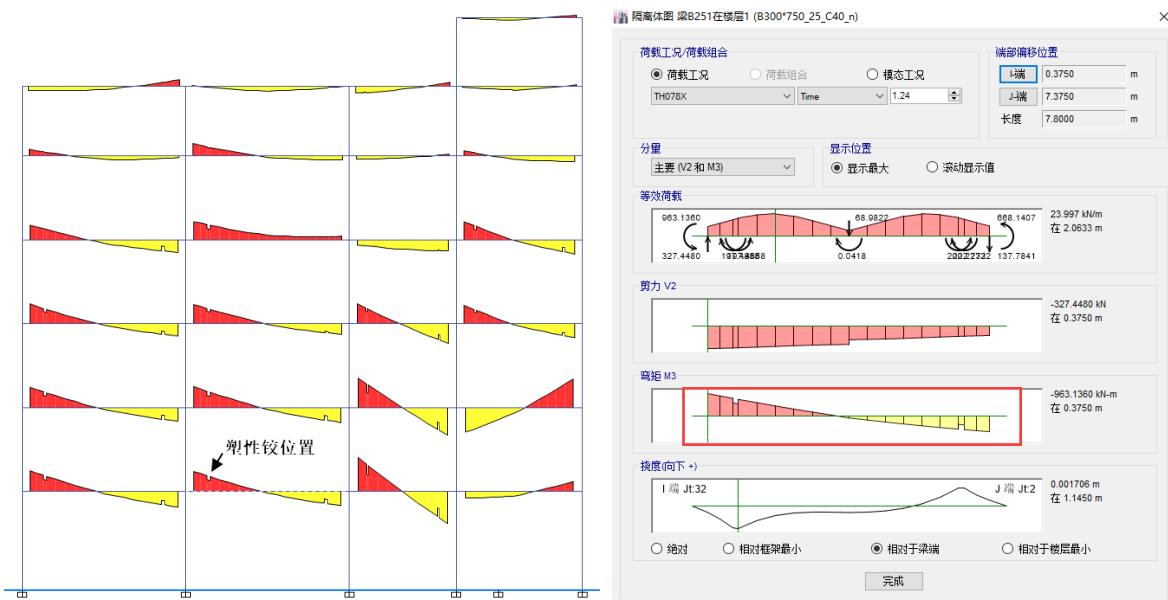 塑性铰位置
隔离体图 梁B251在楼层1 (B300*750_25_C40_n)
荷载工况/荷载组合
荷载工况
荷载组合
模态工况
TH078X
Time
1.24
端部偏移位置
I-端 0.3750 m
J-端 7.3750 m
长度 7.8000 m
分量
主要 (V2 和 M3)
显示位置
显示最大
滚动显示值
等效荷载
963.1360
68.9822
668.1407
327.4480
0.0418
137.7841
23.997 kN/m
在 2.0633 m
剪力 V2
-327.4480 kN
在 0.3750 m
弯矩 M3
-963.1360 kN-m
在 0.3750 m
挠度(向下 +)
I 端 Jt:32
J 端 Jt:2
0.001706 m
在 1.1450 m
绝对
相对框架最小
相对于梁端
相对于楼层最小
完成